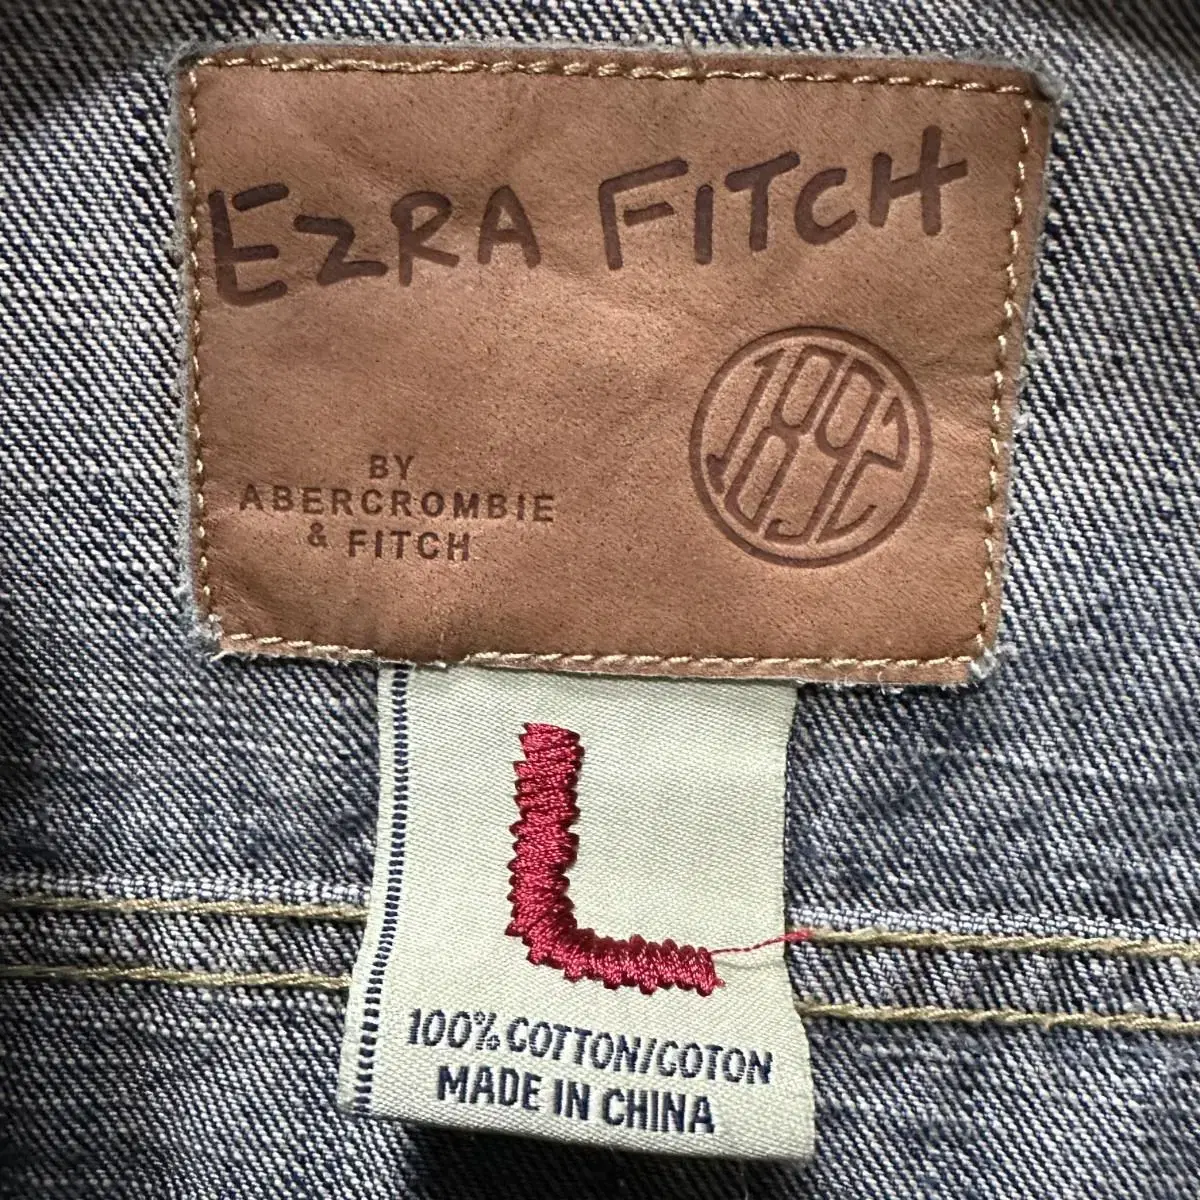 EZRA FITCH
1892
BY
ABERCROMBIE
& FITCH
L
100% COTTON/COTON
MADE IN CHINA